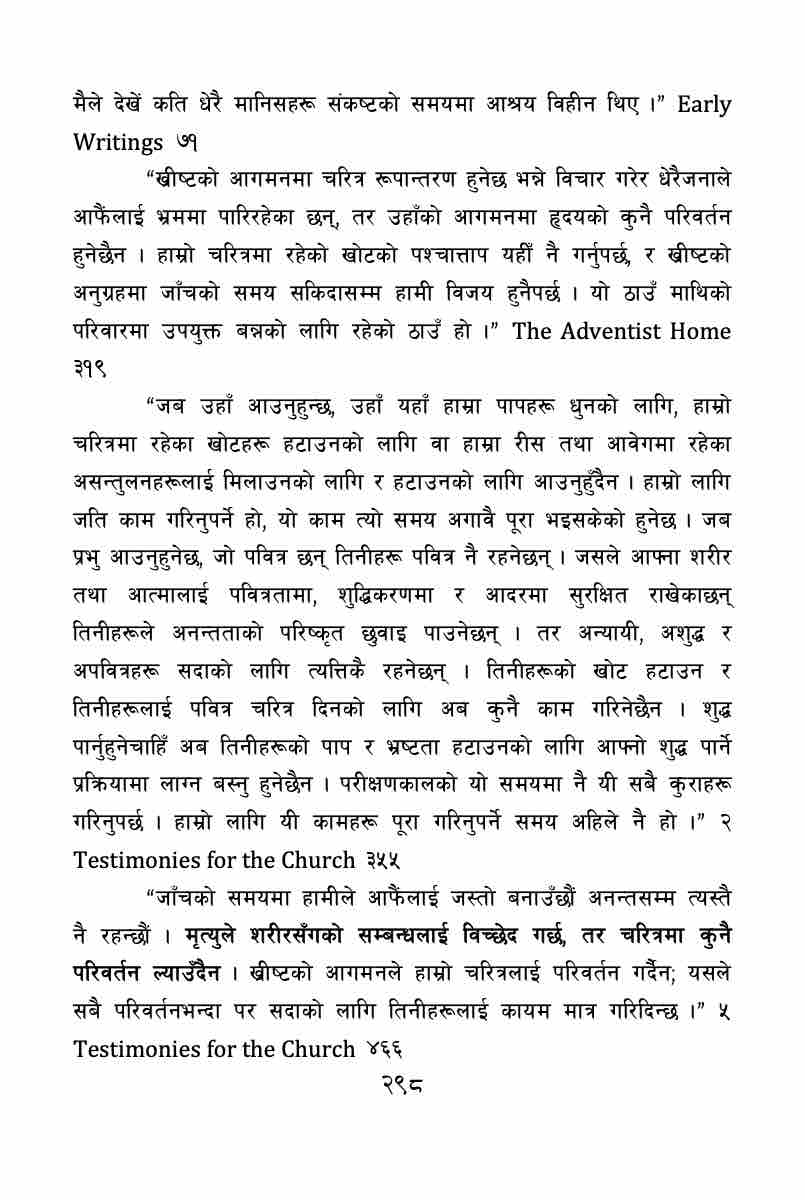 मैले देखें कति धेरै मानिसहरू संकष्टको समयमा आश्रय विहीन थिए ।” Early
Writings ७१
“ख्रीष्टको आगमनमा चरित्र रूपान्तरण हुनेछ भन्ने विचार गरेर धेरैजनाले
आफैंलाई भ्रममा पारिरहेका छन्, तर उहाँको आगमनमा हृदयको कुनै परिवर्तन
हुनेछैन । हाम्रो चरित्रमा रहेको खोटको पश्चात्ताप यहीँ नै गर्नुपर्छ, र ख्रीष्टको
अनुग्रहमा जाँचको समय सकिदासम्म हामी विजय हुनैपर्छ । यो ठाउँ माथिको
परिवारमा उपयुक्त बन्नको लागि रहेको ठाउँ हो ।” The Adventist Home
३१९
“जब उहाँ आउनुहुन्छ, उहाँ यहाँ हाम्रा पापहरू धुनको लागि, हाम्रो
चरित्रमा रहेका खोटहरू हटाउनको लागि वा हाम्रा रीस तथा आवेगमा रहेका
असन्तुलनहरूलाई मिलाउनको लागि र हटाउनको लागि आउनुहुँदैन । हाम्रो लागि
जति काम गरिनुपर्ने हो, यो काम त्यो समय अगावै पूरा भइसकेको हुनेछ । जब
प्रभु आउनुहुनेछ, जो पवित्र छन् तिनीहरू पवित्र नै रहनेछन् । जसले आफ्ना शरीर
तथा आत्मालाई पवित्रतामा, शुद्धिकरणमा र आदरमा सुरक्षित राखेकाछन्
तिनीहरूले अनन्तताको परिष्कृत छुवाइ पाउनेछन् । तर अन्यायी, अशुद्ध र
अपवित्रहरू सदाको लागि त्यत्तिकै रहनेछन् । तिनीहरूको खोट हटाउन र
तिनीहरूलाई पवित्र चरित्र दिनको लागि अब कुनै काम गरिनेछैन । शुद्ध
पार्नुहुनेचाहिँ अब तिनीहरूको पाप र भ्रष्टता हटाउनको लागि आफ्नो शुद्ध पार्ने
प्रक्रियामा लाग्न बस्नु हुनेछैन । परीक्षणकालको यो समयमा नै यी सबै कुराहरू
गरिनुपर्छ । हाम्रो लागि यी कामहरू पूरा गरिनुपर्ने समय अहिले नै हो ।” २
Testimonies for the Church ३५५
“जाँचको समयमा हामीले आफैंलाई जस्तो बनाउँछौं अनन्तसम्म त्यस्तै
नै रहन्छौं । मृत्युले शरीरसँगको सम्बन्धलाई विच्छेद गर्छ, तर चरित्रमा कुनै
परिवर्तन ल्याउँदैन । ख्रीष्टको आगमनले हाम्रो चरित्रलाई परिवर्तन गर्दैन; यसले
सबै परिवर्तनभन्दा पर सदाको लागि तिनीहरूलाई कायम मात्र गरिदिन्छ ।” ५
Testimonies for the Church ४६६
२९८